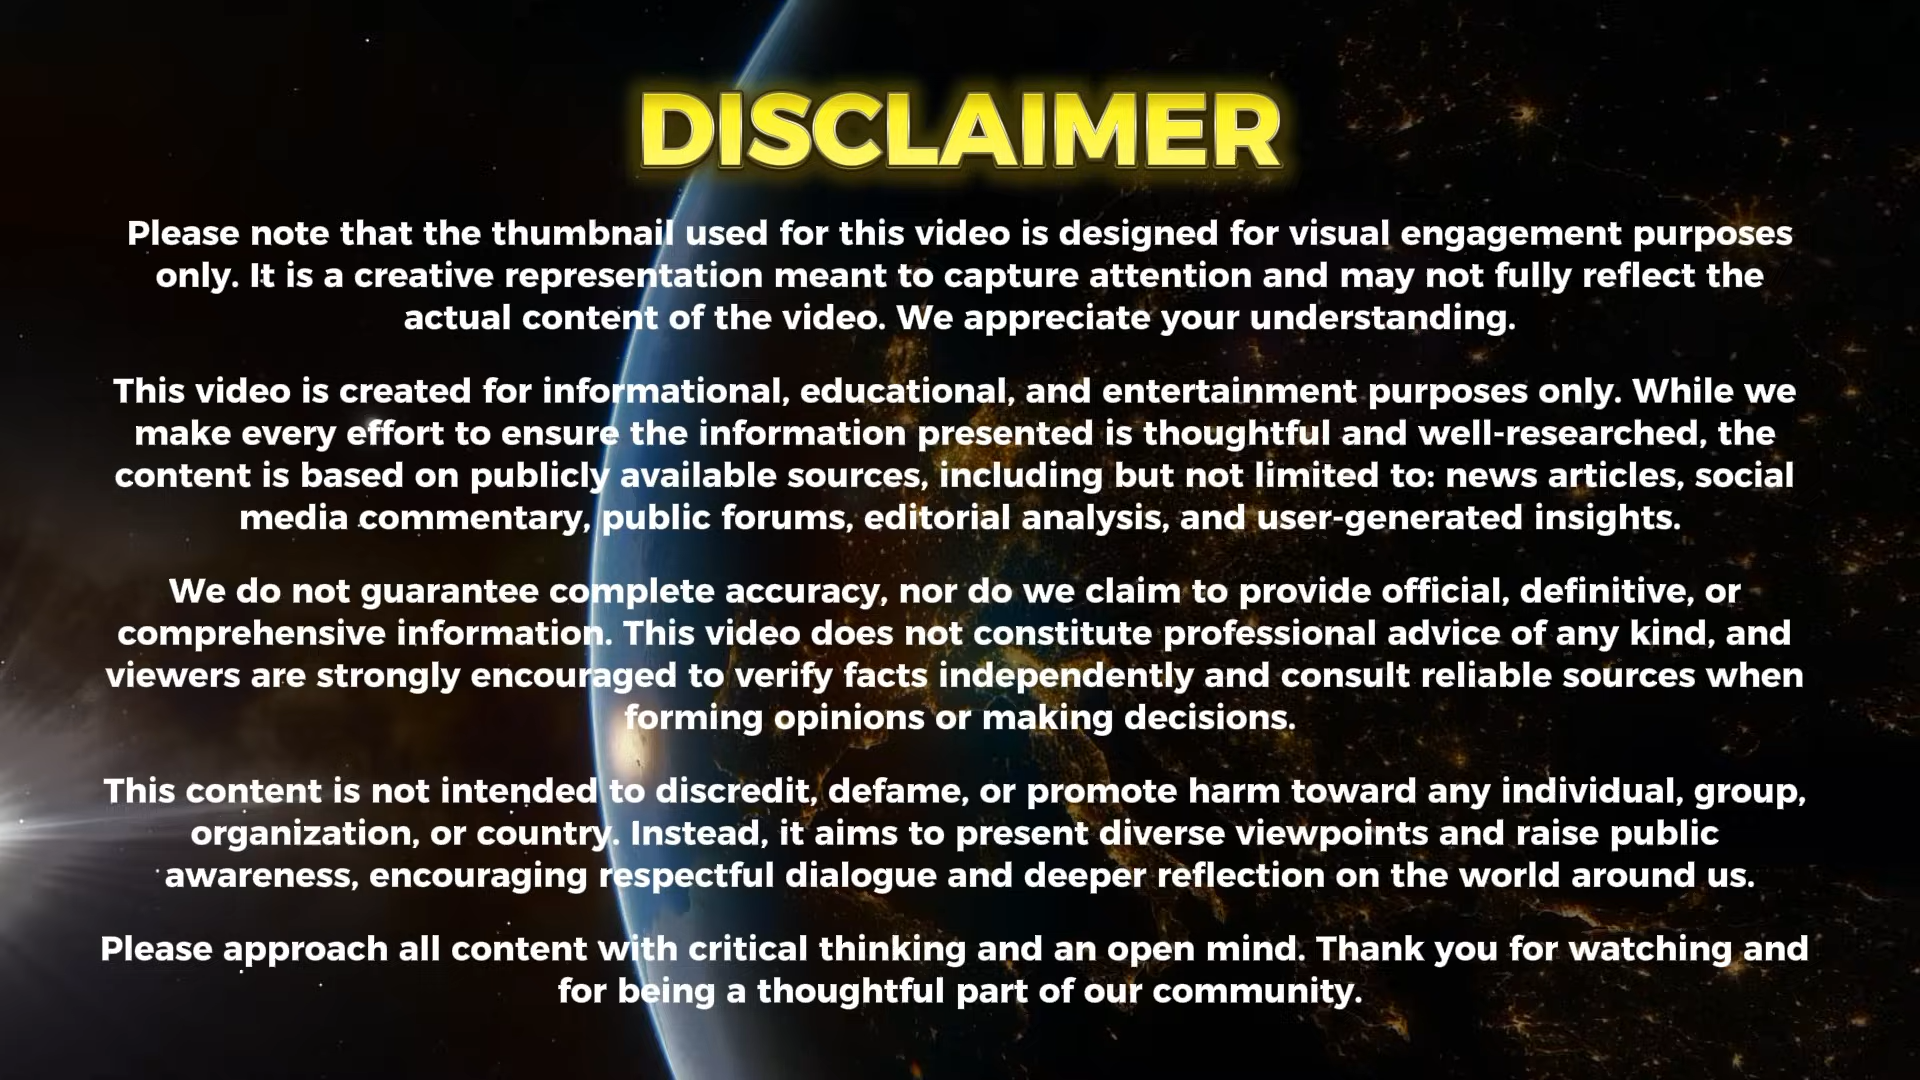 DISCLAIMER
Please note that the thumbnail used for this video is designed for visual engagement purposes
only. It is a creative representation meant to capture attention and may not fully reflect the
actual content of the video. We appreciate your understanding.
This video is created for informational, educational, and entertainment purposes only. While we
make every effort to ensure the information presented is thoughtful and well-researched, the
content is based on publicly available sources, including but not limited to: news articles, social
media commentary, public forums, editorial analysis, and user-generated insights.
We do not guarantee complete accuracy, nor do we claim to provide official, definitive, or
comprehensive information. This video does not constitute professional advice of any kind, and
viewers are strongly encouraged to verify facts independently and consult reliable sources when
forming opinions or making decisions.
This content is not intended to discredit, defame, or promote harm toward any individual, group,
organization, or country. Instead, it aims to present diverse viewpoints and raise public
awareness, encouraging respectful dialogue and deeper reflection on the world around us.
Please approach all content with critical thinking and an open mind. Thank you for watching and
for being a thoughtful part of our community.